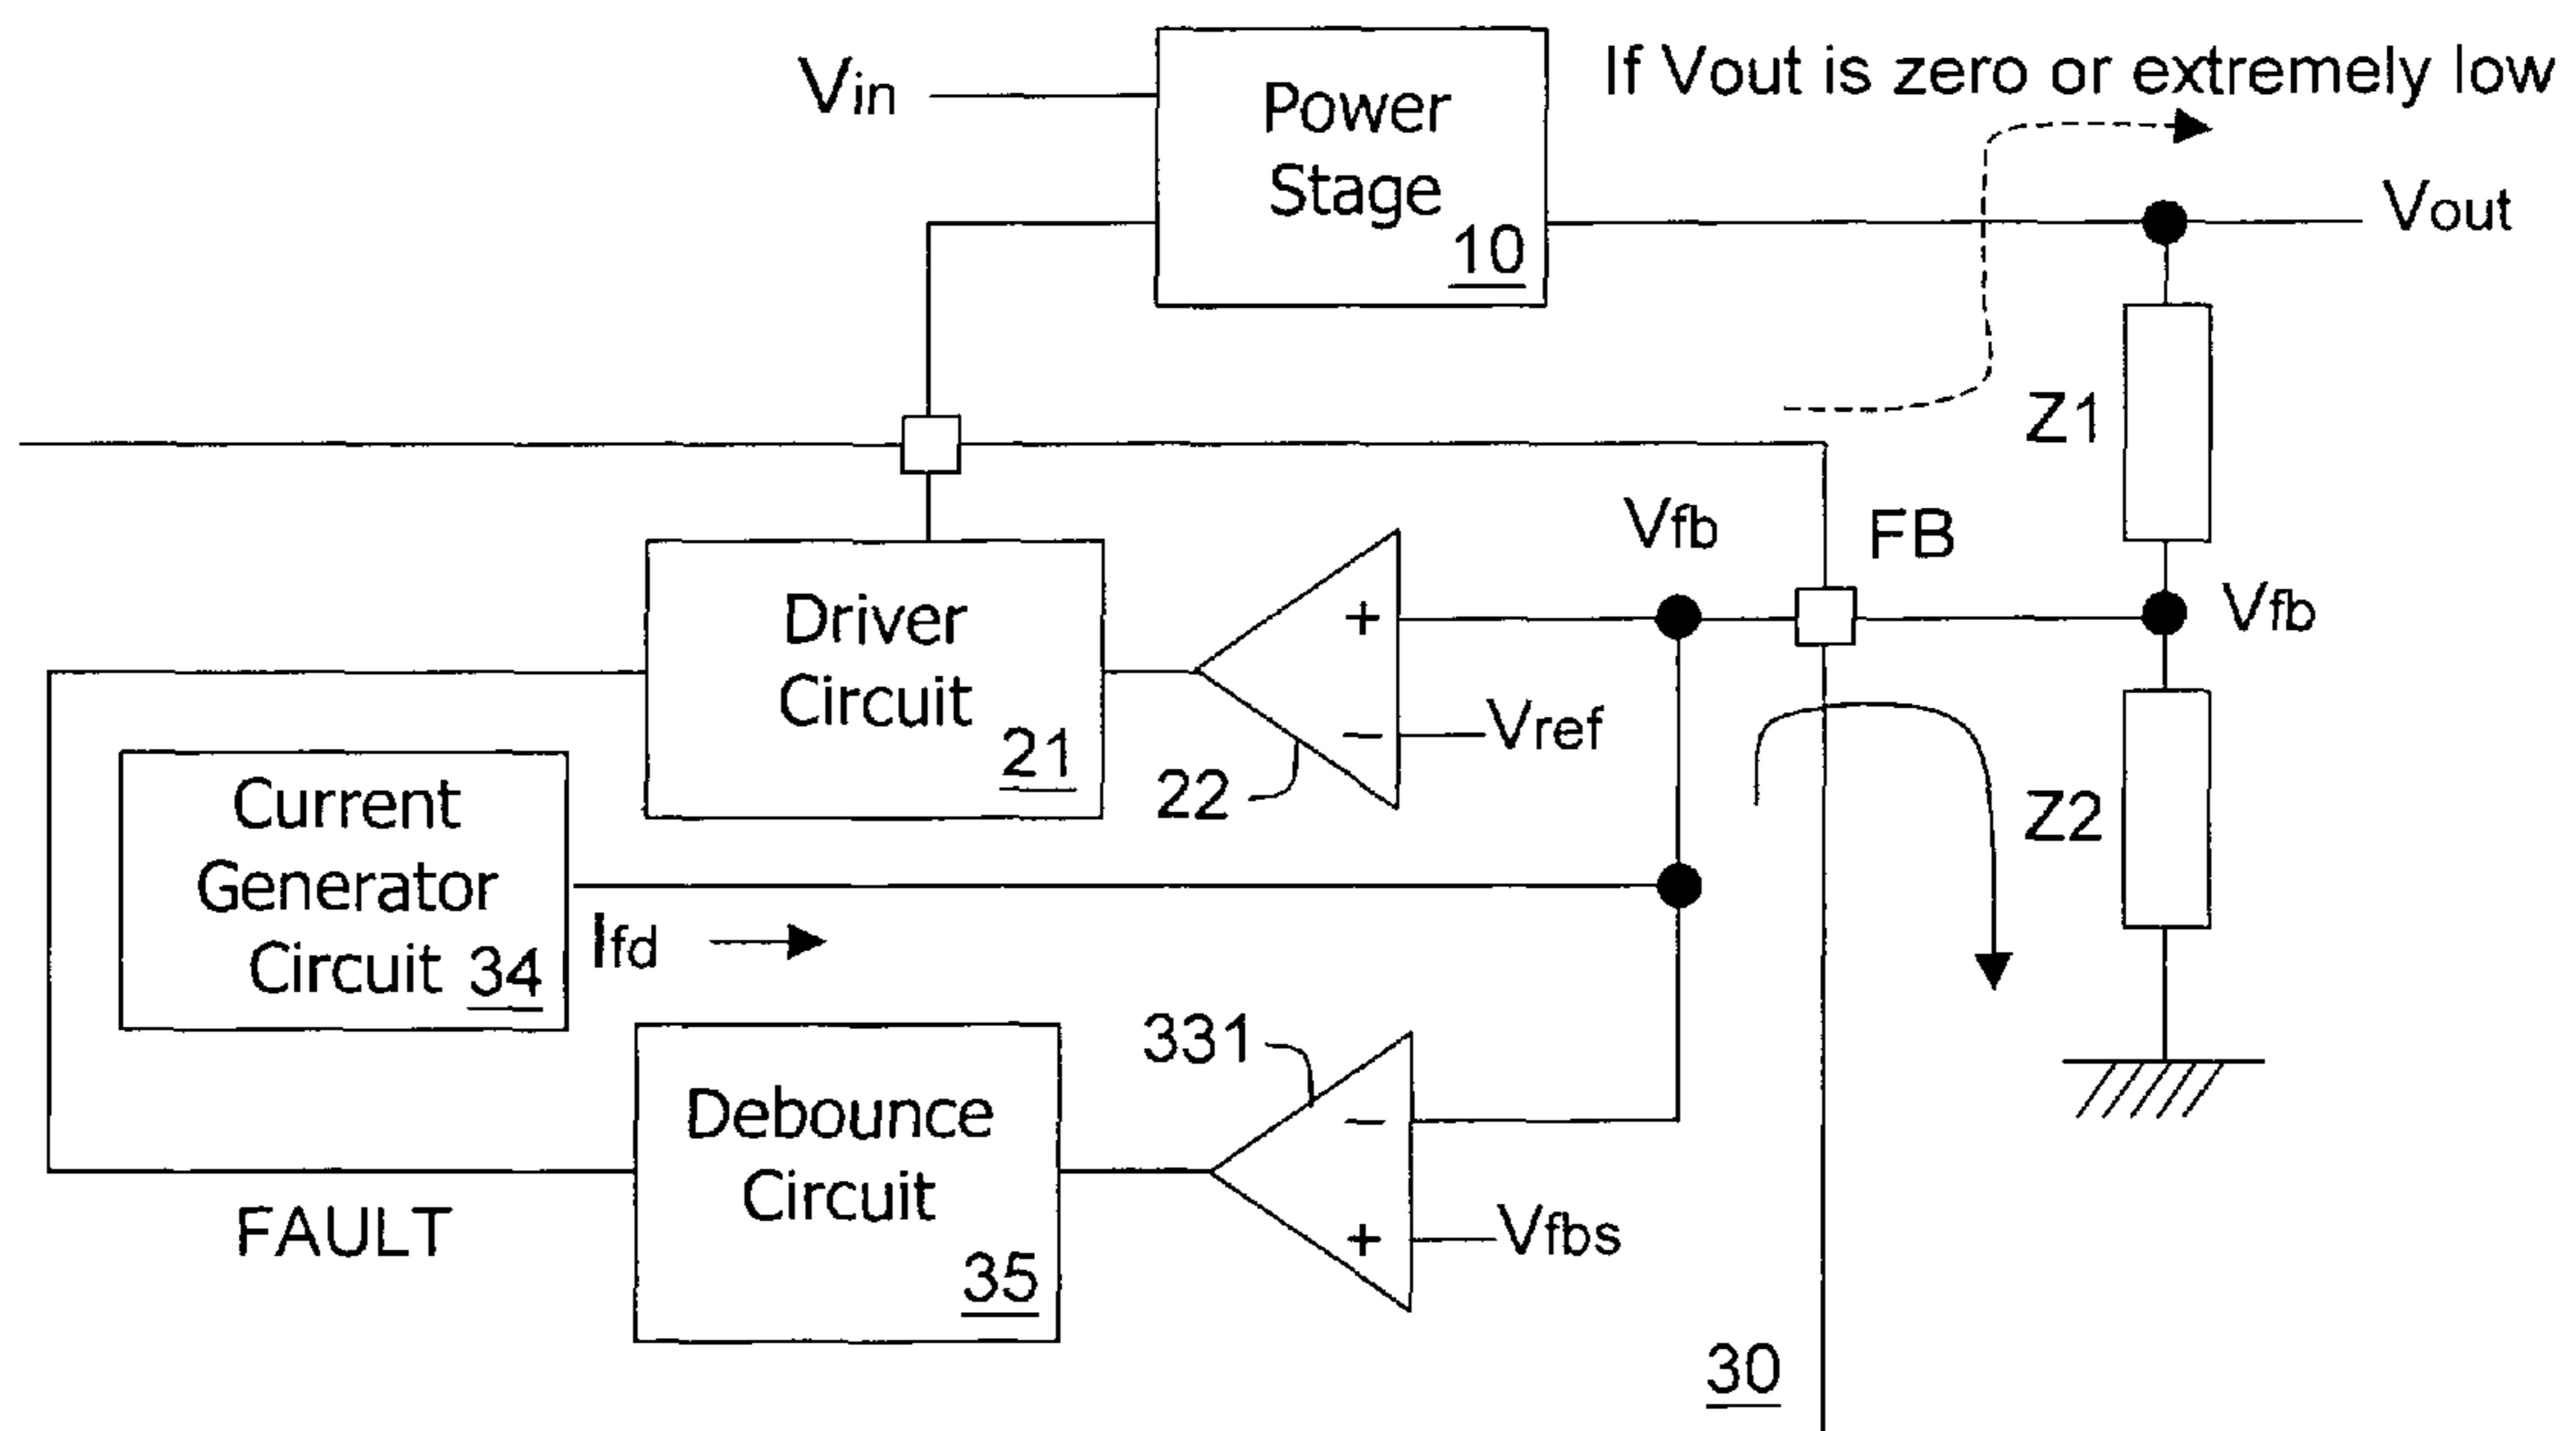 If Vout is zero or extremely low
Vin
Power
Stage
10
Vout
Z1
Vfb
FB
Vfb
Driver
Circuit
21
+
−
Vref
22
Z2
Current
Generator
Circuit 34
Ifd
331
Debounce
Circuit
35
−
+
Vfbs
FAULT
30